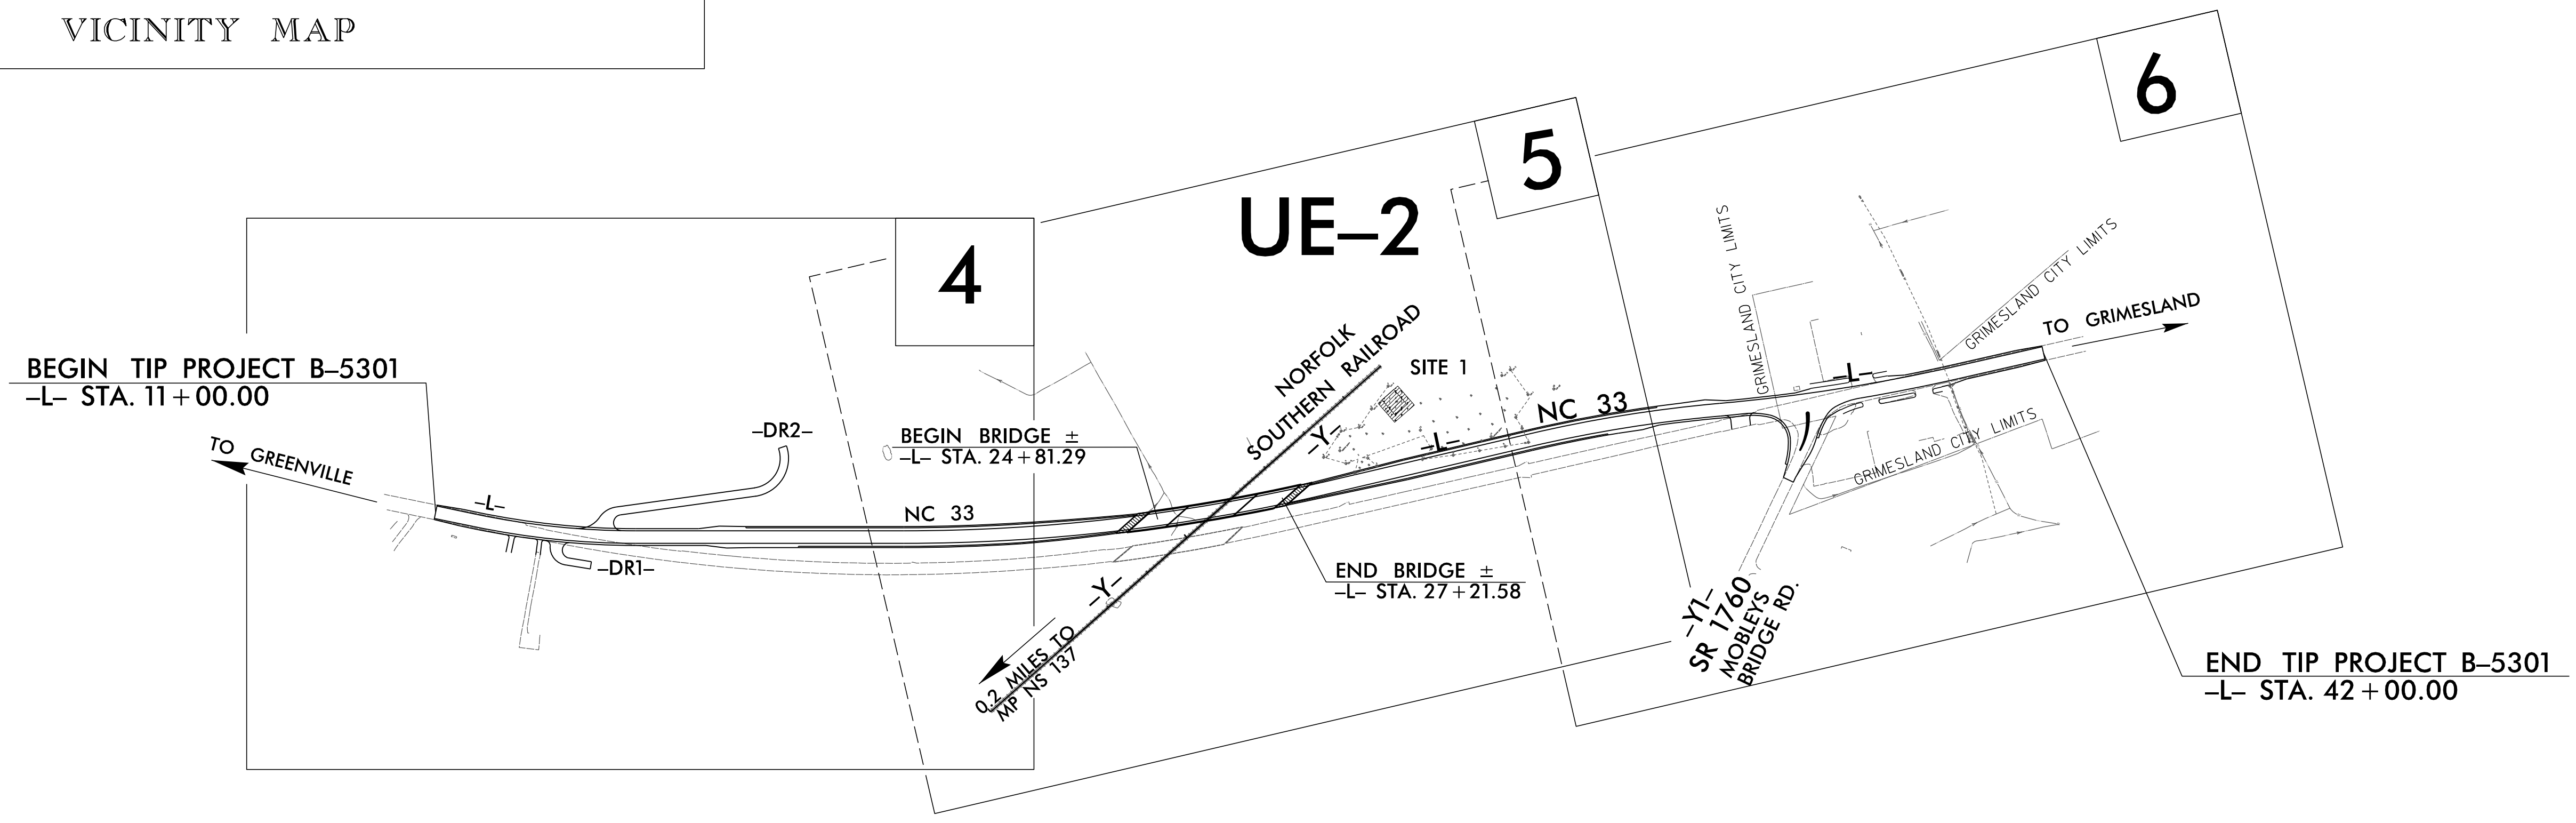 VICINITY MAP
6
5
UE–2
4
GRIMESLAND CITY LIMITS
GRIMESLAND CITY LIMITS
TO GRIMESLAND
NORFOLK
SOUTHERN RAILROAD
SITE 1
–Y–
BEGIN TIP PROJECT B–5301
–L– STA. 11+00.00
–L–
NC 33
–L–
–DR2–
BEGIN BRIDGE ±
–L– STA. 24+81.29
TO GREENVILLE
–L–
NC 33
GRIMESLAND CITY LIMITS
–DR1–
END BRIDGE ±
–L– STA. 27+21.58
–Y–
0.2 MILES TO
MP NS 137
–Y1–
SR 1760
MOBLEYS
BRIDGE RD.
END TIP PROJECT B–5301
–L– STA. 42+00.00